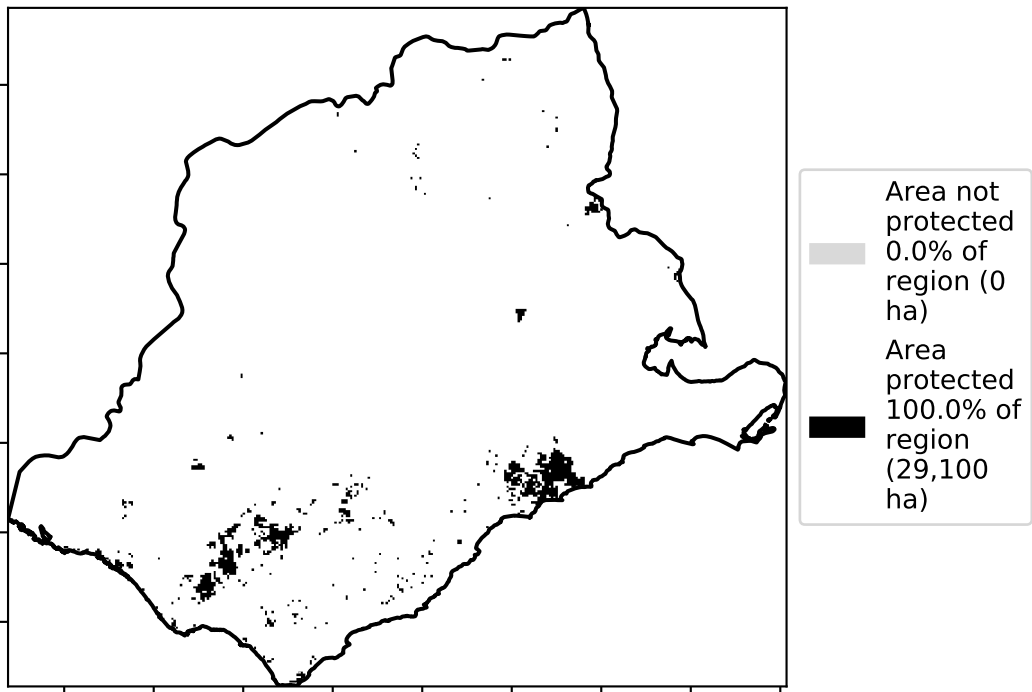 Area not
protected
0.0% of
region (0
ha)
Area
protected
100.0% of
region
(29,100
ha)